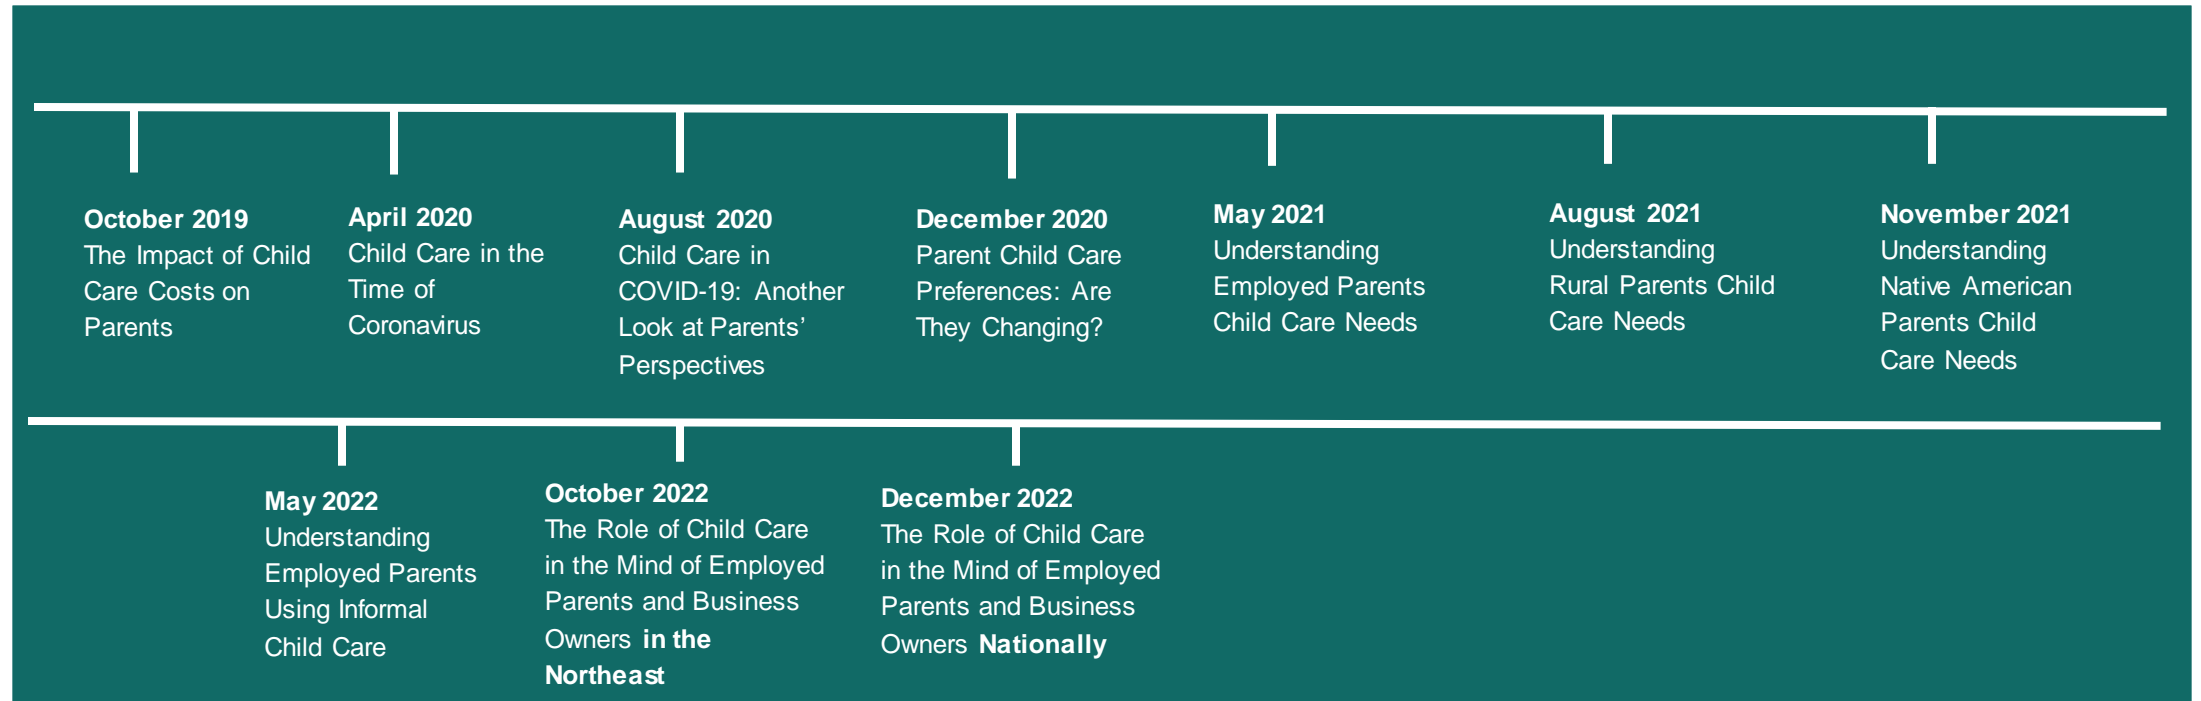 October 2019
The Impact of Child
Care Costs on
Parents
April 2020
Child Care in the
Time of
Coronavirus
August 2020
Child Care in
COVID-19: Another
Look at Parents’
Perspectives
December 2020
Parent Child Care
Preferences: Are
They Changing?
May 2021
Understanding
Employed Parents
Child Care Needs
August 2021
Understanding
Rural Parents Child
Care Needs
November 2021
Understanding
Native American
Parents Child
Care Needs
May 2022
Understanding
Employed Parents
Using Informal
Child Care
October 2022
The Role of Child Care
in the Mind of Employed
Parents and Business
Owners in the
Northeast
December 2022
The Role of Child Care
in the Mind of Employed
Parents and Business
Owners Nationally